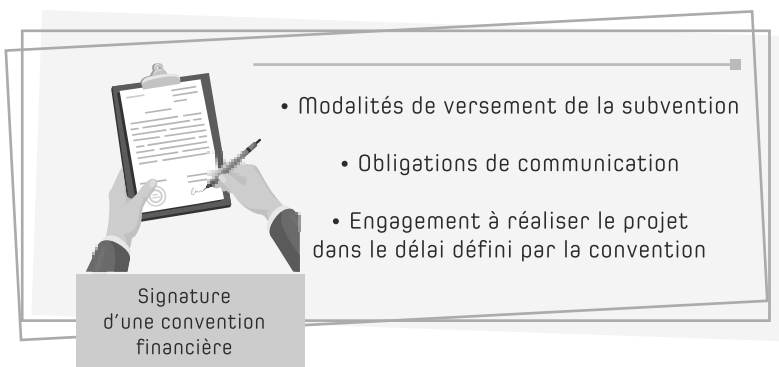 • Modalités de versement de la subvention
• Obligations de communication
• Engagement à réaliser le projet
dans le délai défini par la convention
Signature
d'une convention
financière